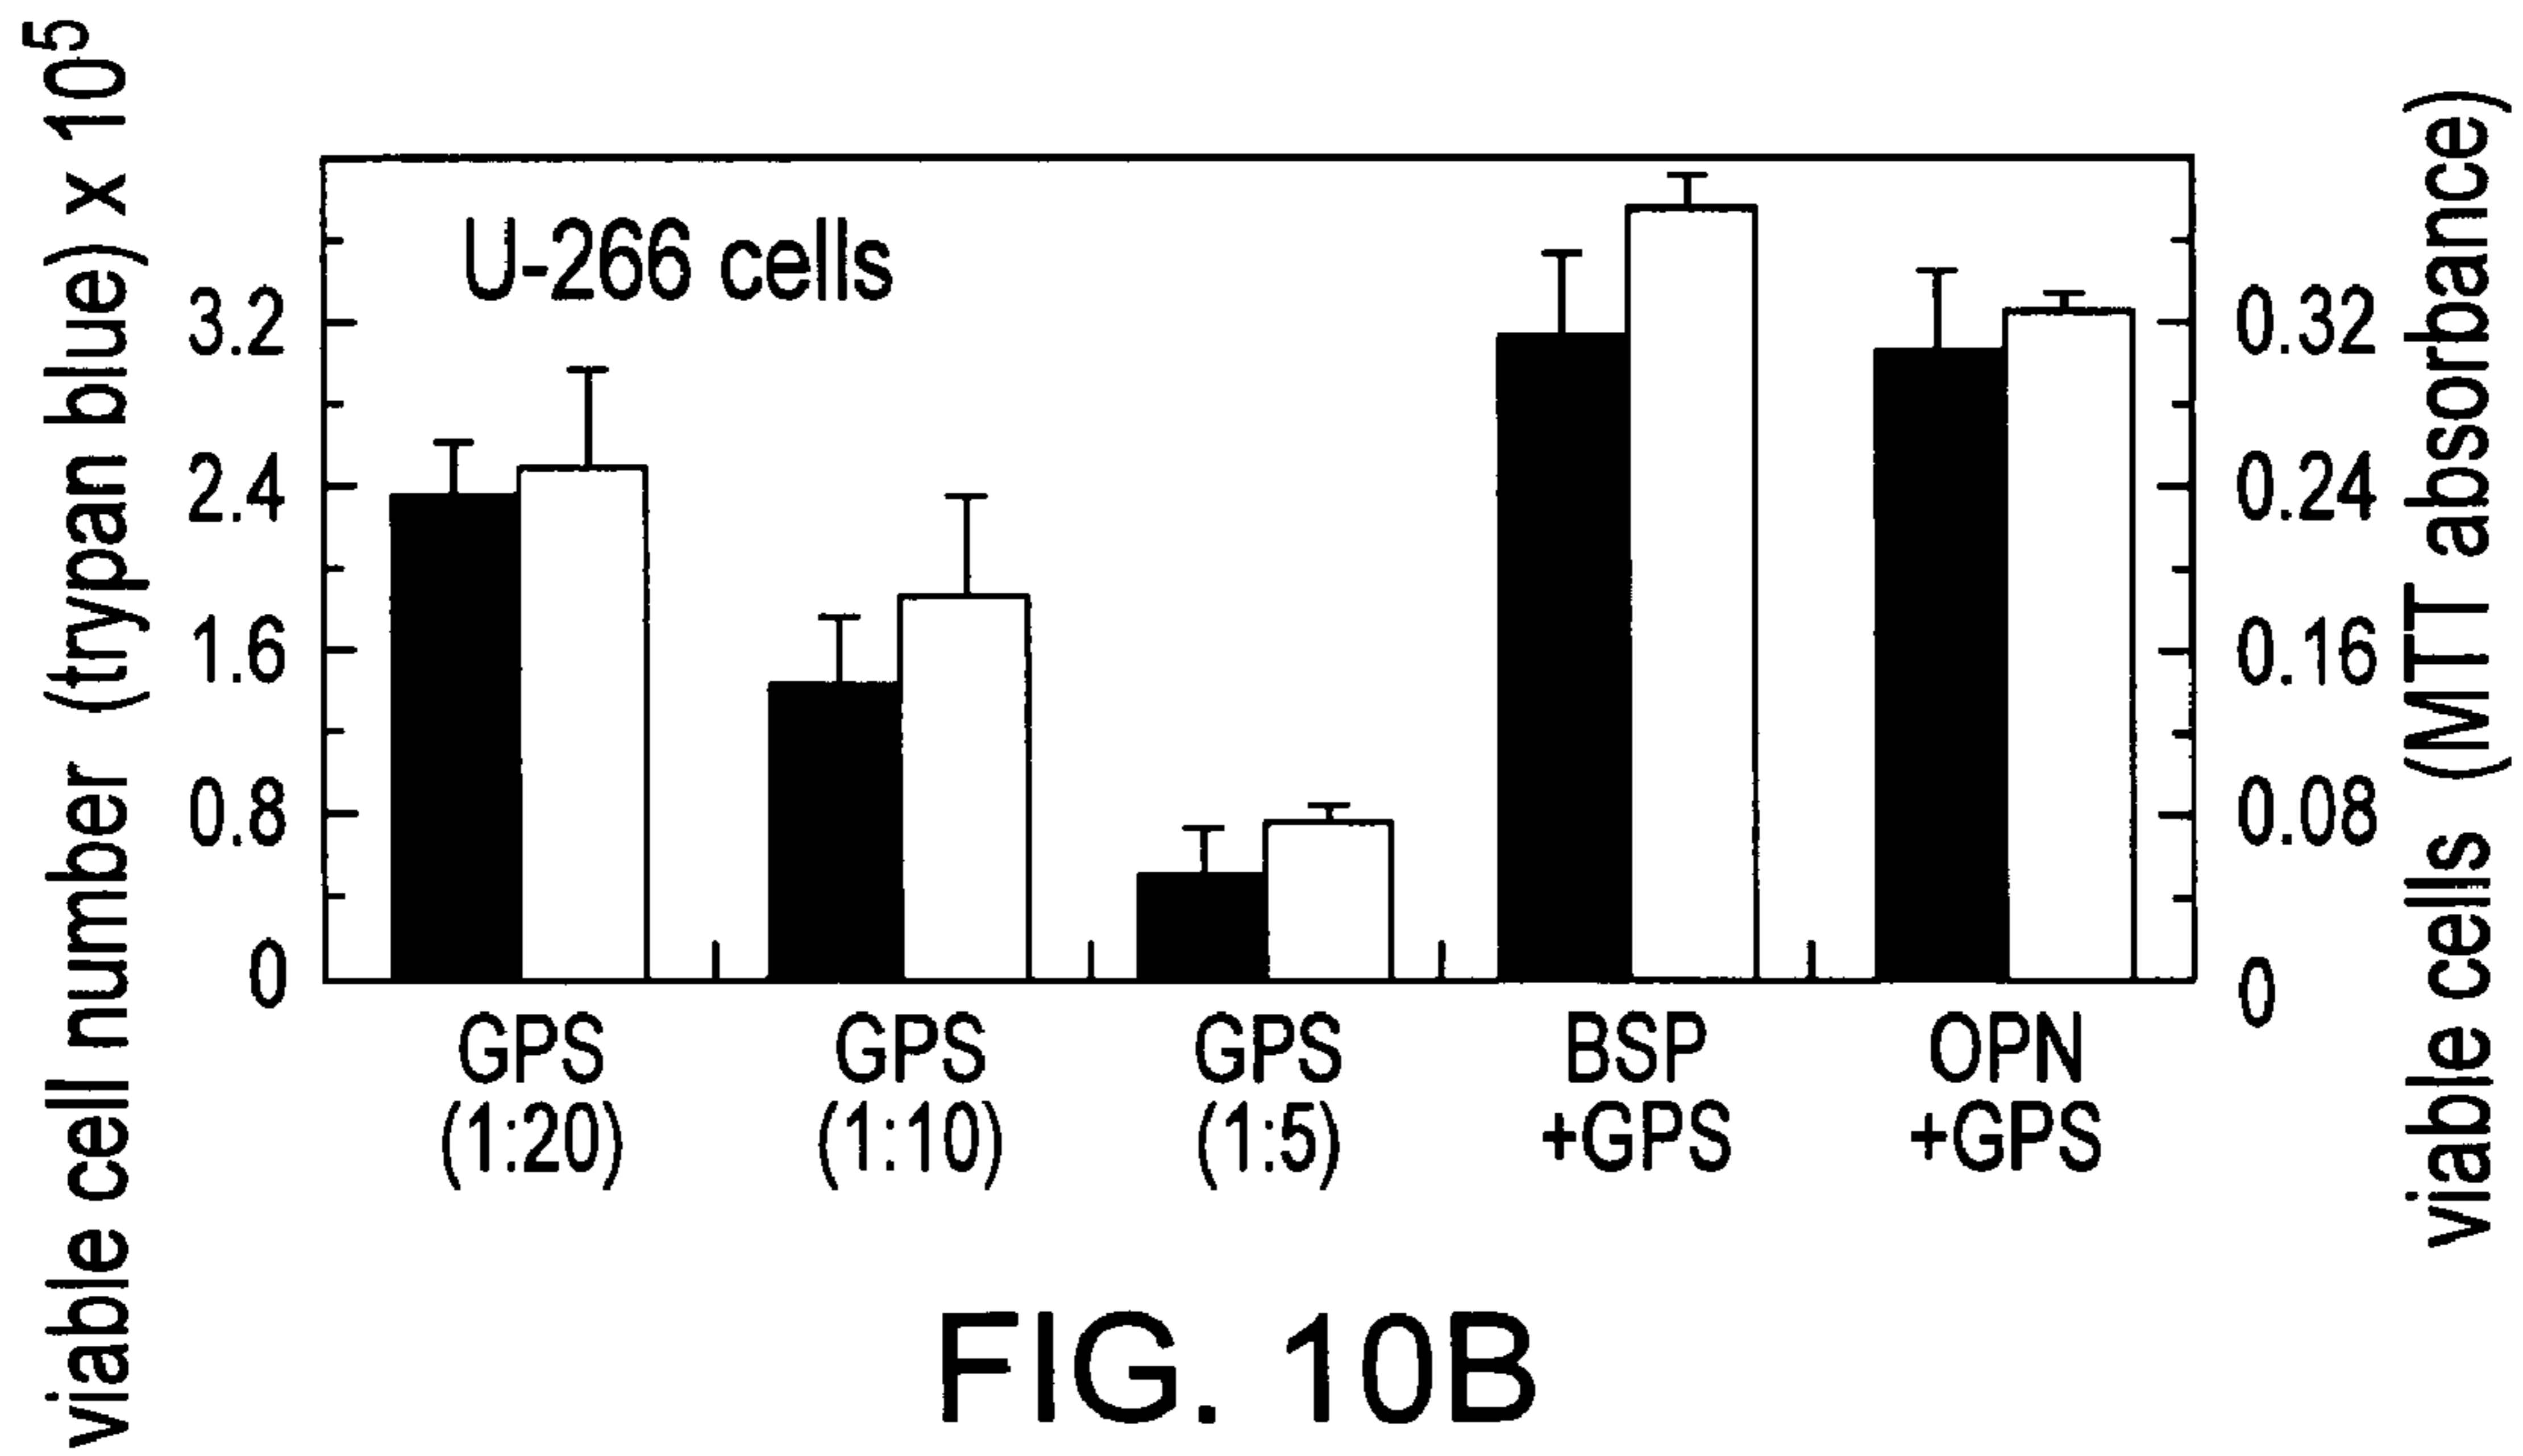 viable cell number (trypan blue) x 10⁵
U-266 cells
3.2
2.4
1.6
0.8
0
0.32
0.24
0.16
0.08
0
viable cells (MTT absorbance)
GPS
(1:20)
GPS
(1:10)
GPS
(1:5)
BSP
+GPS
OPN
+GPS
FIG. 10B